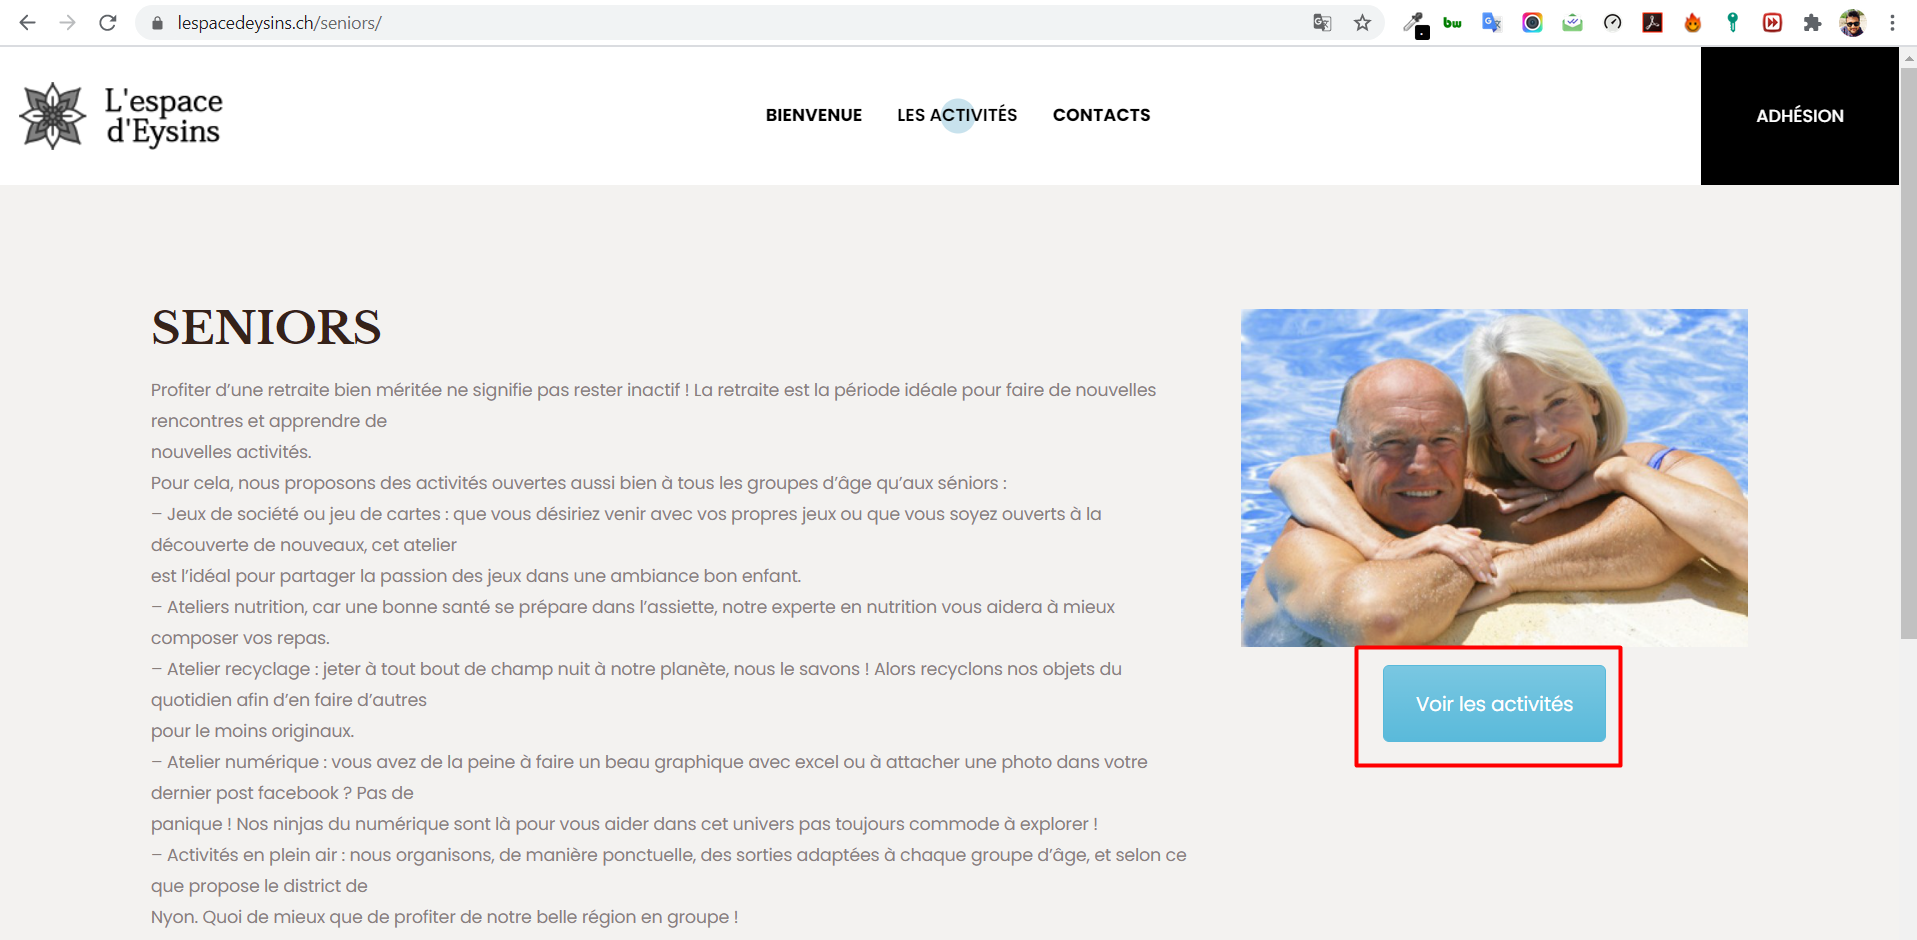 lespacedeysins.ch/seniors/
bw
L'espace
d'Eysins
BIENVENUE
LES ACTIVITÉS
CONTACTS
ADHÉSION
SENIORS
Profiter d’une retraite bien méritée ne signifie pas rester inactif ! La retraite est la période idéale pour faire de nouvelles
rencontres et apprendre de
nouvelles activités.
Pour cela, nous proposons des activités ouvertes aussi bien à tous les groupes d’âge qu’aux séniors :
– Jeux de société ou jeu de cartes : que vous désiriez venir avec vos propres jeux ou que vous soyez ouverts à la
découverte de nouveaux, cet atelier
est l’idéal pour partager la passion des jeux dans une ambiance bon enfant.
– Ateliers nutrition, car une bonne santé se prépare dans l’assiette, notre experte en nutrition vous aidera à mieux
composer vos repas.
– Atelier recyclage : jeter à tout bout de champ nuit à notre planète, nous le savons ! Alors recyclons nos objets du
quotidien afin d’en faire d’autres
pour le moins originaux.
– Atelier numérique : vous avez de la peine à faire un beau graphique avec excel ou à attacher une photo dans votre
dernier post facebook ? Pas de
panique ! Nos ninjas du numérique sont là pour vous aider dans cet univers pas toujours commode à explorer !
– Activités en plein air : nous organisons, de manière ponctuelle, des sorties adaptées à chaque groupe d’âge, et selon ce
que propose le district de
Nyon. Quoi de mieux que de profiter de notre belle région en groupe !
Voir les activités